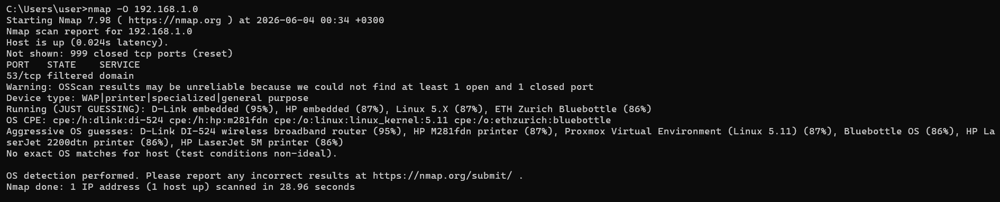 C:\Users\user>nmap -O 192.168.1.0
Starting Nmap 7.98 ( https://nmap.org ) at 2026-06-04 00:34 +0300
Nmap scan report for 192.168.1.0
Host is up (0.024s latency).
Not shown: 999 closed tcp ports (reset)
PORT   STATE    SERVICE
53/tcp filtered domain
Warning: OSScan results may be unreliable because we could not find at least 1 open and 1 closed port
Device type: WAP|printer|specialized|general purpose
Running (JUST GUESSING): D-Link embedded (95%), HP embedded (87%), Linux 5.X (87%), ETH Zurich Bluebottle (86%)
OS CPE: cpe:/h:dlink:di-524 cpe:/h:hp:m281fdn cpe:/o:linux:linux_kernel:5.11 cpe:/o:ethzurich:bluebottle
Aggressive OS guesses: D-Link DI-524 wireless broadband router (95%), HP M281fdn printer (87%), Proxmox Virtual Environment (Linux 5.11) (87%), Bluebottle OS (86%), HP La
serJet 2200dtn printer (86%), HP LaserJet 5M printer (86%)
No exact OS matches for host (test conditions non-ideal).

OS detection performed. Please report any incorrect results at https://nmap.org/submit/ .
Nmap done: 1 IP address (1 host up) scanned in 28.96 seconds